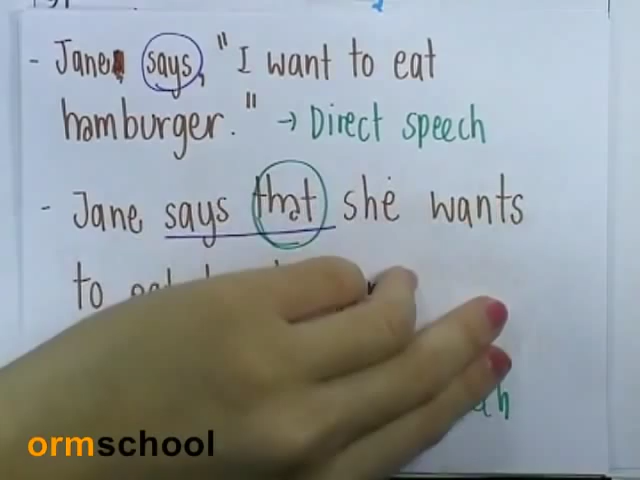 - Jane says, "I want to eat
hamburger." → Direct speech
- Jane says that she wants
to
ormschool